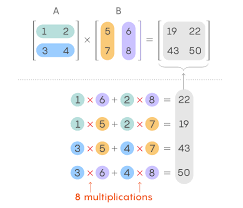 A B
1 2 × 5 6 = 19 22
3 4 7 8 43 50
1 × 6 + 2 × 8 = 22
1 × 5 + 2 × 7 = 19
3 × 5 + 4 × 7 = 43
3 × 6 + 4 × 8 = 50
8 multiplications